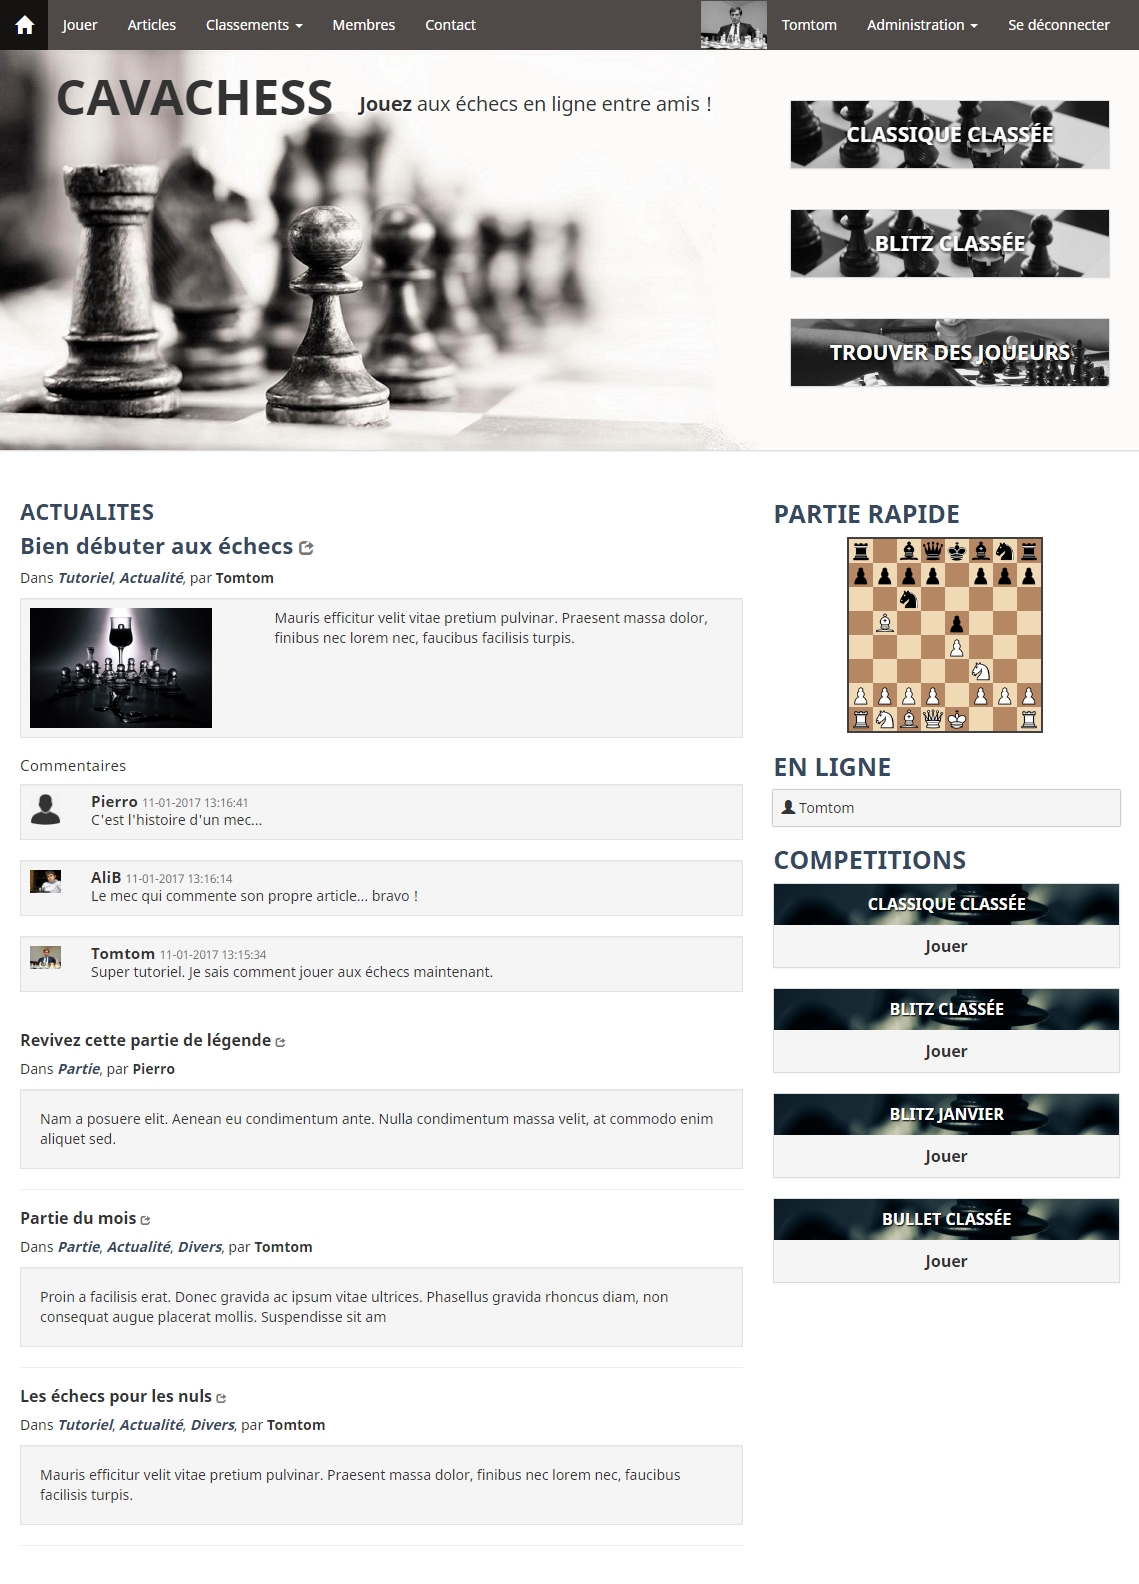 Jouer
Articles
Classements
Membres
Contact
Tomtom
Administration
Se déconnecter
CAVACHESS
Jouez aux échecs en ligne entre amis !
CLASSIQUE CLASSÉE
BLITZ CLASSÉE
TROUVER DES JOUEURS
ACTUALITES
Bien débuter aux échecs
Dans Tutoriel, Actualité, par Tomtom
Mauris efficitur velit vitae pretium pulvinar. Praesent massa dolor,
finibus nec lorem nec, faucibus facilisis turpis.
Commentaires
Pierro 11-01-2017 13:16:41
C'est l'histoire d'un mec...
AliB 11-01-2017 13:16:14
Le mec qui commente son propre article... bravo !
Tomtom 11-01-2017 13:15:34
Super tutoriel. Je sais comment jouer aux échecs maintenant.
Revivez cette partie de légende
Dans Partie, par Pierro
Nam a posuere elit. Aenean eu condimentum ante. Nulla condimentum massa velit, at commodo enim
aliquet sed.
Partie du mois
Dans Partie, Actualité, Divers, par Tomtom
Proin a facilisis erat. Donec gravida ac ipsum vitae ultrices. Phasellus gravida rhoncus diam, non
consequat augue placerat mollis. Suspendisse sit am
Les échecs pour les nuls
Dans Tutoriel, Actualité, Divers, par Tomtom
Mauris efficitur velit vitae pretium pulvinar. Praesent massa dolor, finibus nec lorem nec, faucibus
facilisis turpis.
PARTIE RAPIDE
EN LIGNE
Tomtom
COMPETITIONS
CLASSIQUE CLASSÉE
Jouer
BLITZ CLASSÉE
Jouer
BLITZ JANVIER
Jouer
BULLET CLASSÉE
Jouer